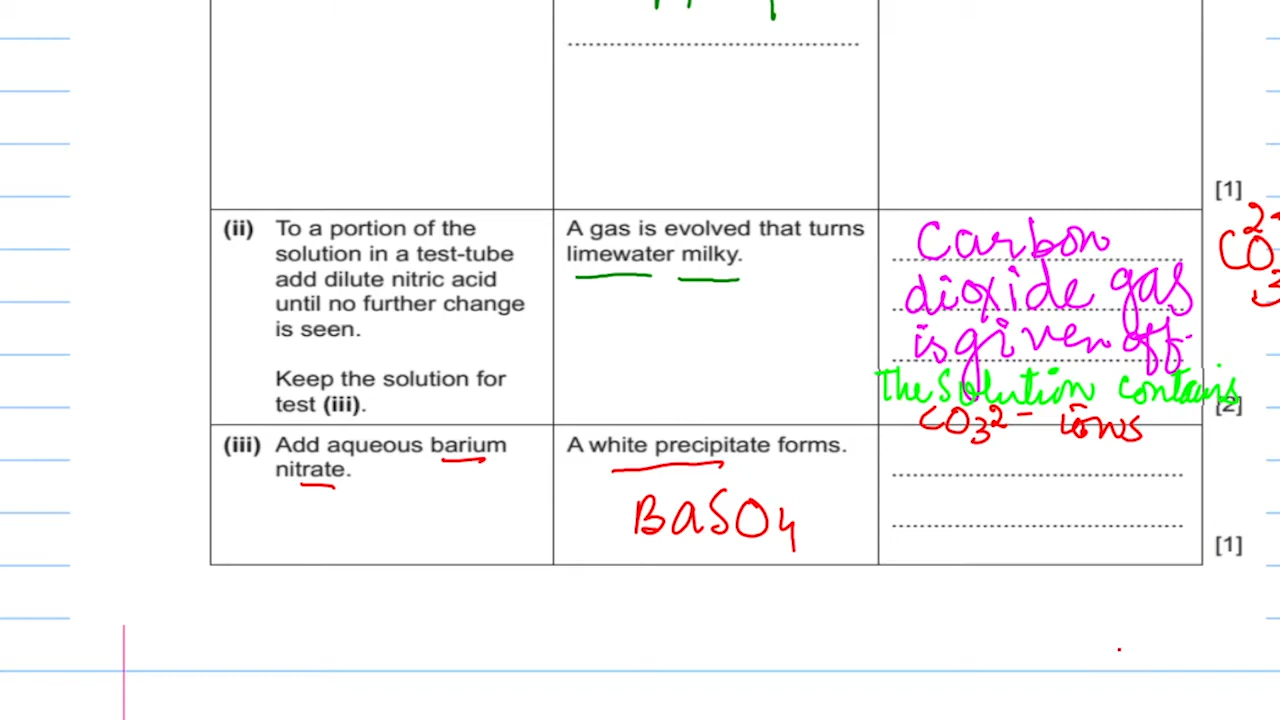 [1]
(ii) To a portion of the
solution in a test-tube
add dilute nitric acid
until no further change
is seen.
Keep the solution for
test (iii).
A gas is evolved that turns
limewater milky.
Carbon
dioxide gas
is given off.
The solution contains
CO3 2- ions
[2]
CO3 2-
(iii) Add aqueous barium
nitrate.
A white precipitate forms.
BaSO4
[1]